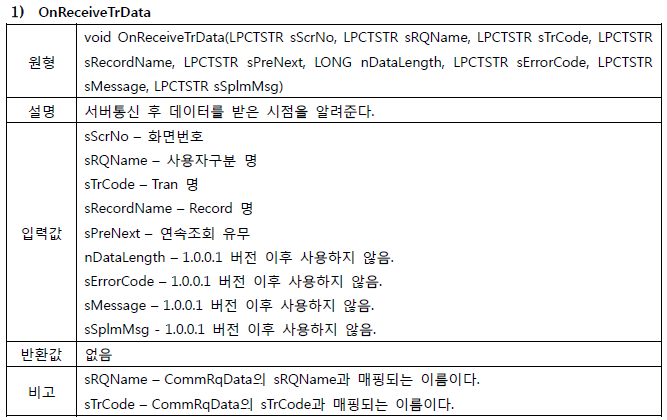 1) OnReceiveTrData
원형
void OnReceiveTrData(LPCTSTR sScrNo, LPCTSTR sRQName, LPCTSTR sTrCode, LPCTSTR
sRecordName, LPCTSTR sPreNext, LONG nDataLength, LPCTSTR sErrorCode, LPCTSTR
sMessage, LPCTSTR sSplmMsg)
설명
서버통신 후 데이터를 받은 시점을 알려준다.
입력값
sScrNo – 화면번호
sRQName – 사용자구분 명
sTrCode – Tran 명
sRecordName – Record 명
sPreNext – 연속조회 유무
nDataLength – 1.0.0.1 버전 이후 사용하지 않음.
sErrorCode – 1.0.0.1 버전 이후 사용하지 않음.
sMessage – 1.0.0.1 버전 이후 사용하지 않음.
sSplmMsg - 1.0.0.1 버전 이후 사용하지 않음.
반환값
없음
비고
sRQName – CommRqData의 sRQName과 매핑되는 이름이다.
sTrCode – CommRqData의 sTrCode과 매핑되는 이름이다.